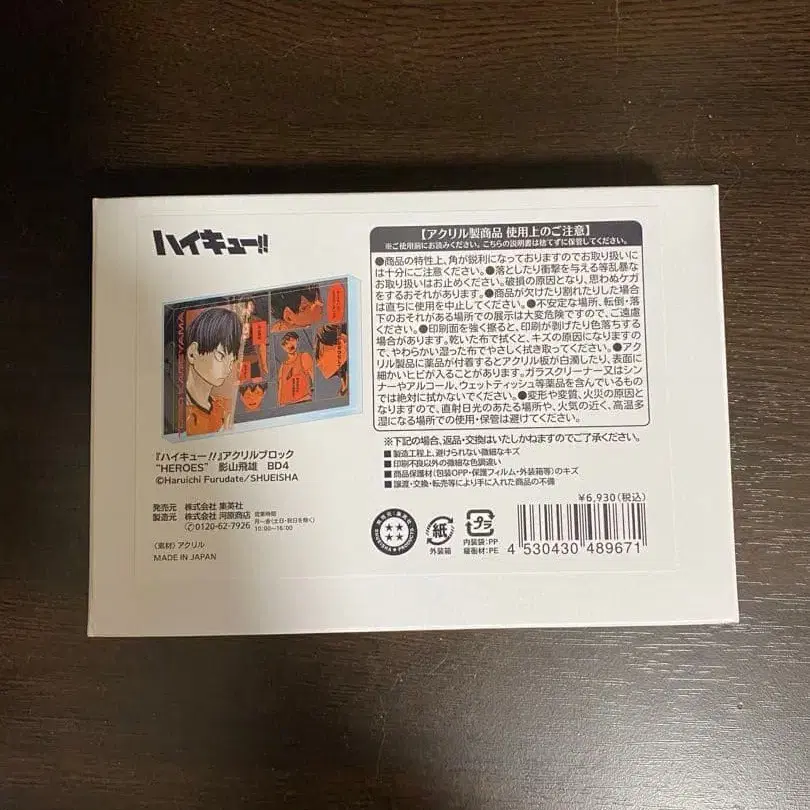 ハイキュー!!
【アクリル製商品 使用上のご注意】
※ご使用前にお読みください。こちらの説明書は捨てずに保管してください。
●商品の特性上、角が鋭利になっておりますのでお取り扱いに
は十分にご注意ください。●落としたり衝撃を与える等乱暴な
お取り扱いはお止めください。破損の原因となり、思わぬケガ
をするおそれがあります。●商品が欠けたり割れたりした場合
は直ちに使用を中止してください。●不安定な場所、転倒・落
下のおそれがある場所での展示は大変危険ですので、ご遠慮
ください。●印刷面を強く擦ると、印刷が剥げたり色落ちする
場合があります。乾いた布で拭くと、キズの原因になりますの
で、やわらかい湿った布でやさしく拭き取ってください。●アク
リル製品に薬品が付着するとアクリル板が白濁したり、表面に
細かいヒビが入ることがあります。ガラスクリーナー又はシン
ナーやアルコール、ウェットティッシュ等薬品を含んでいるもの
では絶対に拭かないでください。●変形や変質、火災の原因と
なりますので、直射日光のあたる場所や、火気の近く、高温多
湿になる場所での使用・保管は避けてください。
※下記の場合、返品・交換はいたしかねますのでご了承ください。
■製造工程上、避けられない微細なキズ
■印刷不良以外の微細な色調違い
■商品保護材(包装OPP・保護フィルム・外装箱等)のキズ
■譲渡・交換・転売等により手に入れた商品の不備
『ハイキュー!!』アクリルブロック
"HEROES" 影山飛雄 BD4
©Haruichi Furudate/SHUEISHA
発売元 株式会社 集英社
製造元 株式会社 河原商店
0120-62-7926
営業時間
月〜金(土・日・祝日を除く)
10:00〜16:00
〈素材〉アクリル
MADE IN JAPAN
¥6,930(税込)
SHUEISHA PRODUCTS
紙
外装箱
プラ
内装袋:PP
緩衝材:PE
4 530430 489671